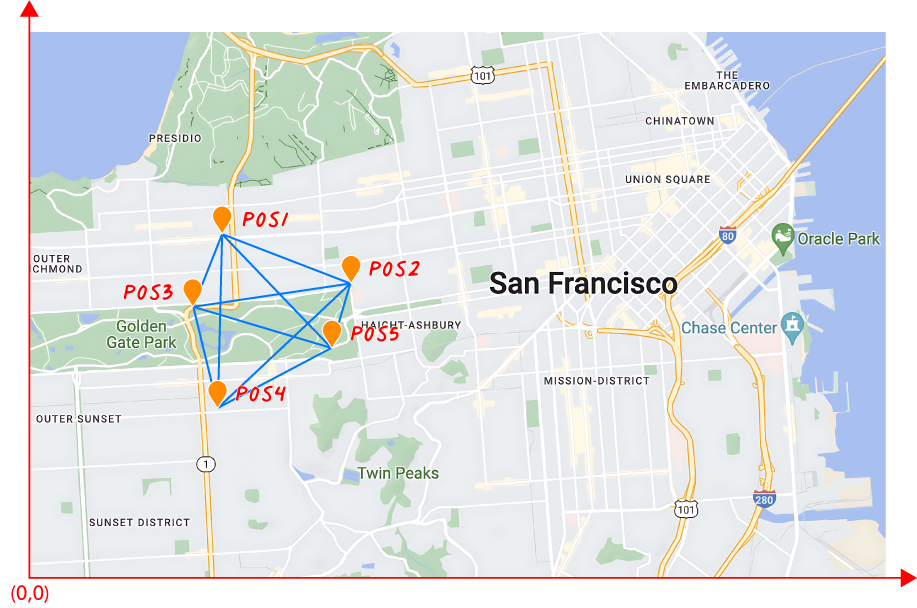 101
THE
EMBARCADERO
CHINATOWN
PRESIDIO
UNION SQUARE
POS1
80
Oracle Park
OUTER
ICHMOND
POS2
San Francisco
POS3
HAIGHT-ASHBURY
Golden
Gate Park
POS5
Chase Center
MISSION-DISTRICT
POS4
OUTER SUNSET
1
Twin Peaks
280
101
SUNSET DISTRICT
(0,0)